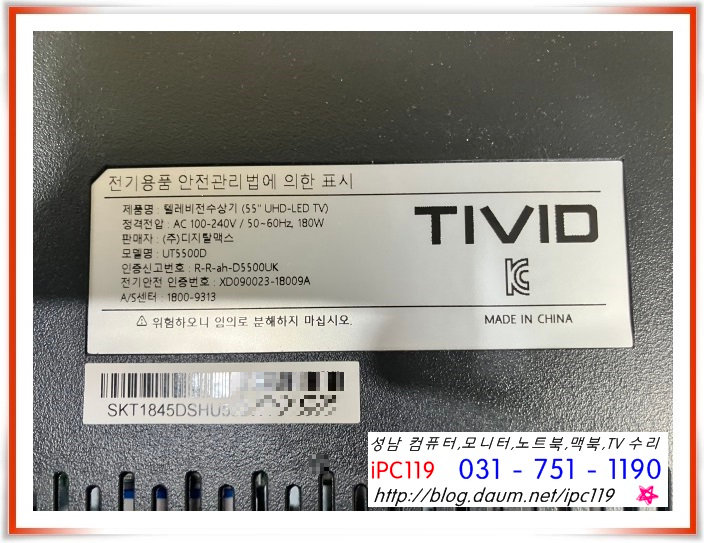 전기용품 안전관리법에 의한 표시
제품명 : 텔레비전수상기 (55" UHD-LED TV)
정격전압 : AC 100-240V / 50~60Hz, 180W
판매자 : (주)디지탈맥스
모델명 : UT5500D
인증신고번호 : R-R-ah-D5500UK
전기안전 인증번호 : XD090023-18009A
A/S센터 : 1800-9313
⚠ 위험하오니 임의로 분해하지 마십시오.
TIVID
MADE IN CHINA
SKT1845DSHU5
성남 컴퓨터,모니터,노트북,맥북,TV 수리
iPC119 031 - 751 - 1190
http://blog.daum.net/ipc119